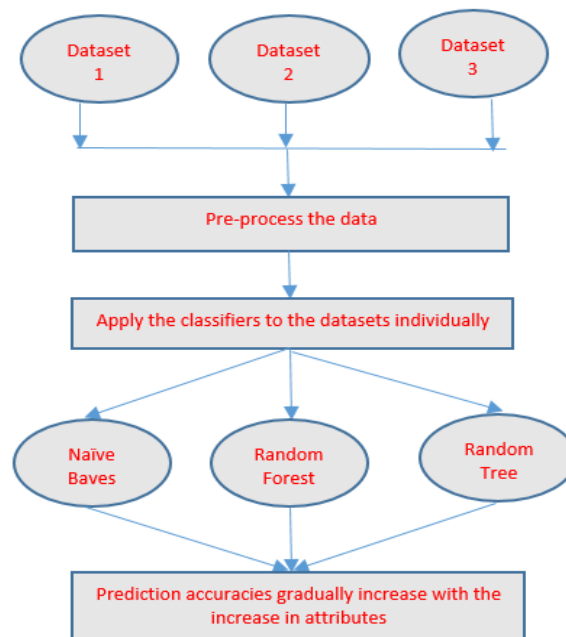 Dataset
1
Dataset
2
Dataset
3
Pre-process the data
Apply the classifiers to the datasets individually
Naïve
Baves
Random
Forest
Random
Tree
Prediction accuracies gradually increase with the
increase in attributes